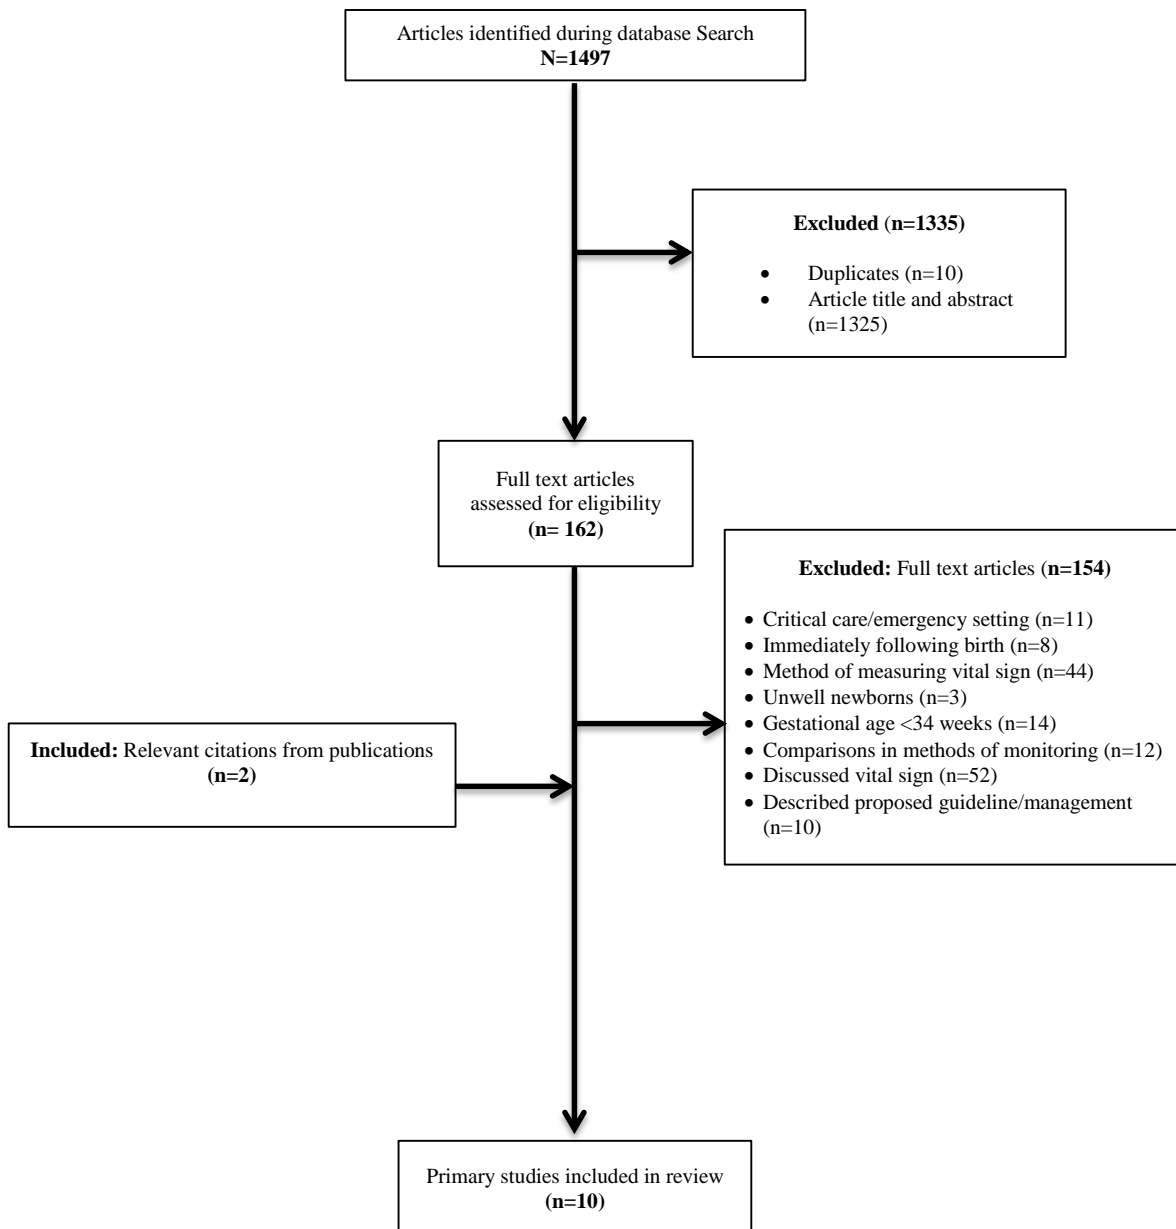 Articles identified during database Search
N=1497
Excluded (n=1335)
• Duplicates (n=10)
• Article title and abstract
(n=1325)
Full text articles
assessed for eligibility
(n= 162)
Excluded: Full text articles (n=154)
• Critical care/emergency setting (n=11)
• Immediately following birth (n=8)
• Method of measuring vital sign (n=44)
• Unwell newborns (n=3)
• Gestational age <34 weeks (n=14)
• Comparisons in methods of monitoring (n=12)
• Discussed vital sign (n=52)
• Described proposed guideline/management
(n=10)
Included: Relevant citations from publications
(n=2)
Primary studies included in review
(n=10)